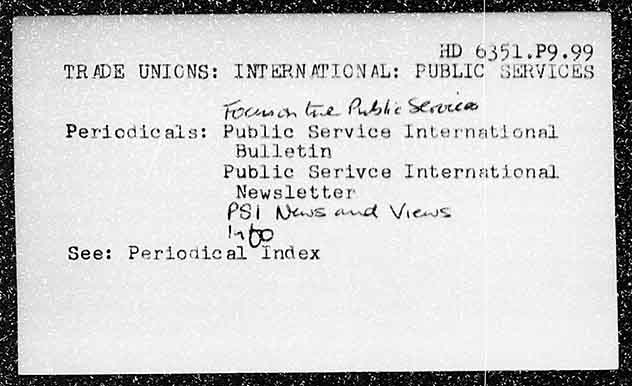 HD 6351.P9.99
TRADE UNIONS: INTERNATIONAL: PUBLIC SERVICES
Focus on the Public Services
Periodicals: Public Service International
Bulletin
Public Serivce International
Newsletter
PSI News and Views
Info
See: Periodical Index